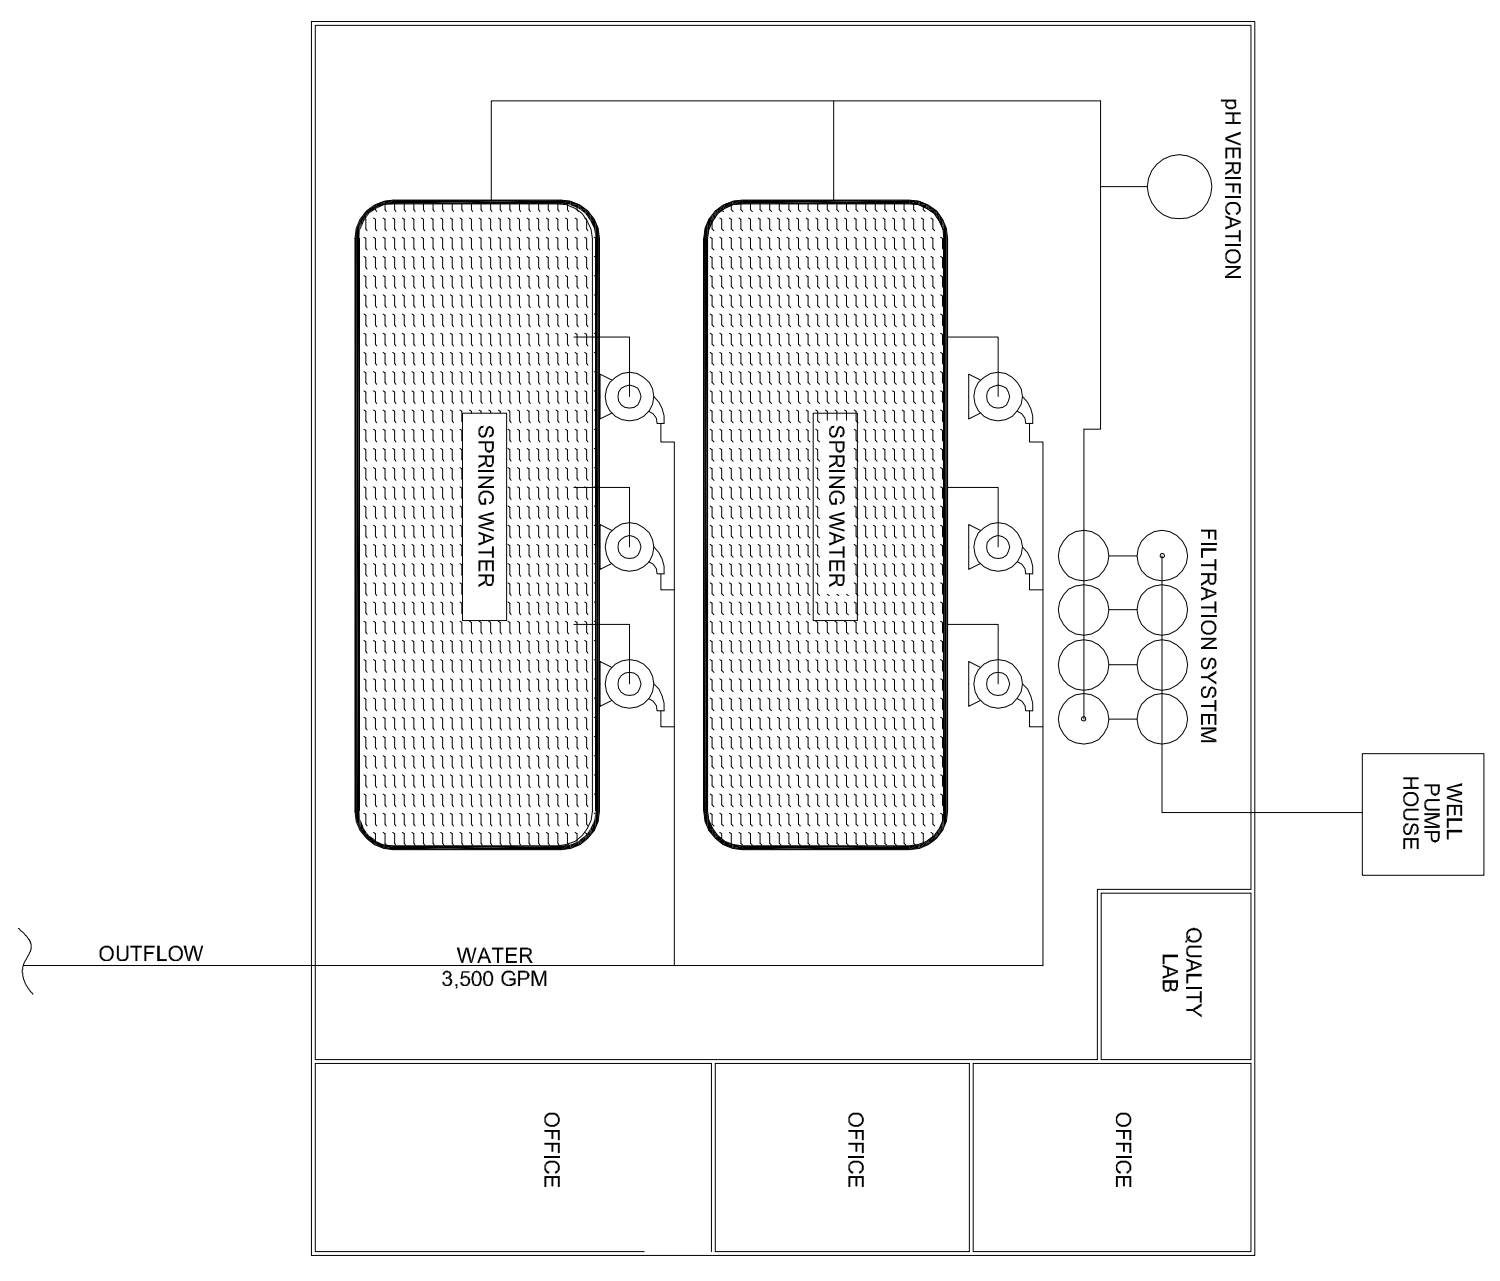 pH VERIFICATION
SPRING WATER
SPRING WATER
FILTRATION SYSTEM
WELL
PUMP
HOUSE
OUTFLOW
WATER
3,500 GPM
QUALITY
LAB
OFFICE
OFFICE
OFFICE